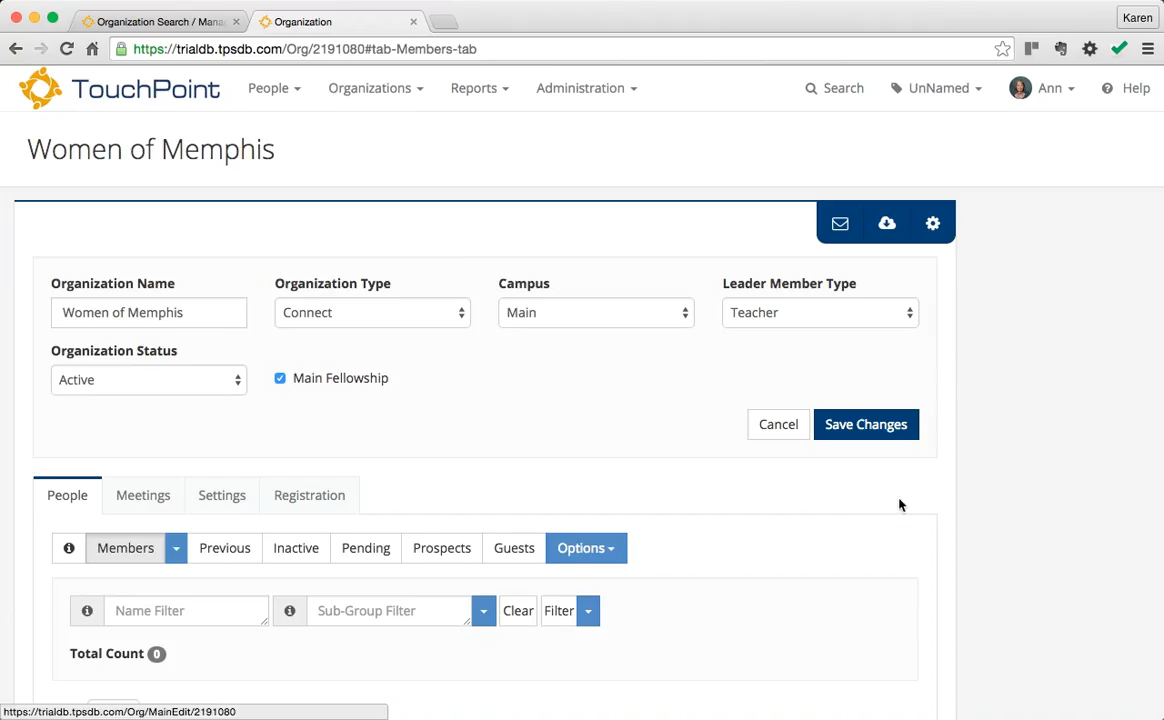 Organization Search / Mana
Organization
Karen
https://trialdb.tpsdb.com/Org/2191080#tab-Members-tab
TouchPoint People Organizations Reports Administration Search UnNamed Ann Help
Women of Memphis
Organization Name Organization Type Campus Leader Member Type
Women of Memphis Connect Main Teacher
Organization Status
Active Main Fellowship
Cancel Save Changes
People Meetings Settings Registration
Members Previous Inactive Pending Prospects Guests Options
Name Filter Sub-Group Filter Clear Filter
Total Count 0
https://trialdb.tpsdb.com/Org/MainEdit/2191080